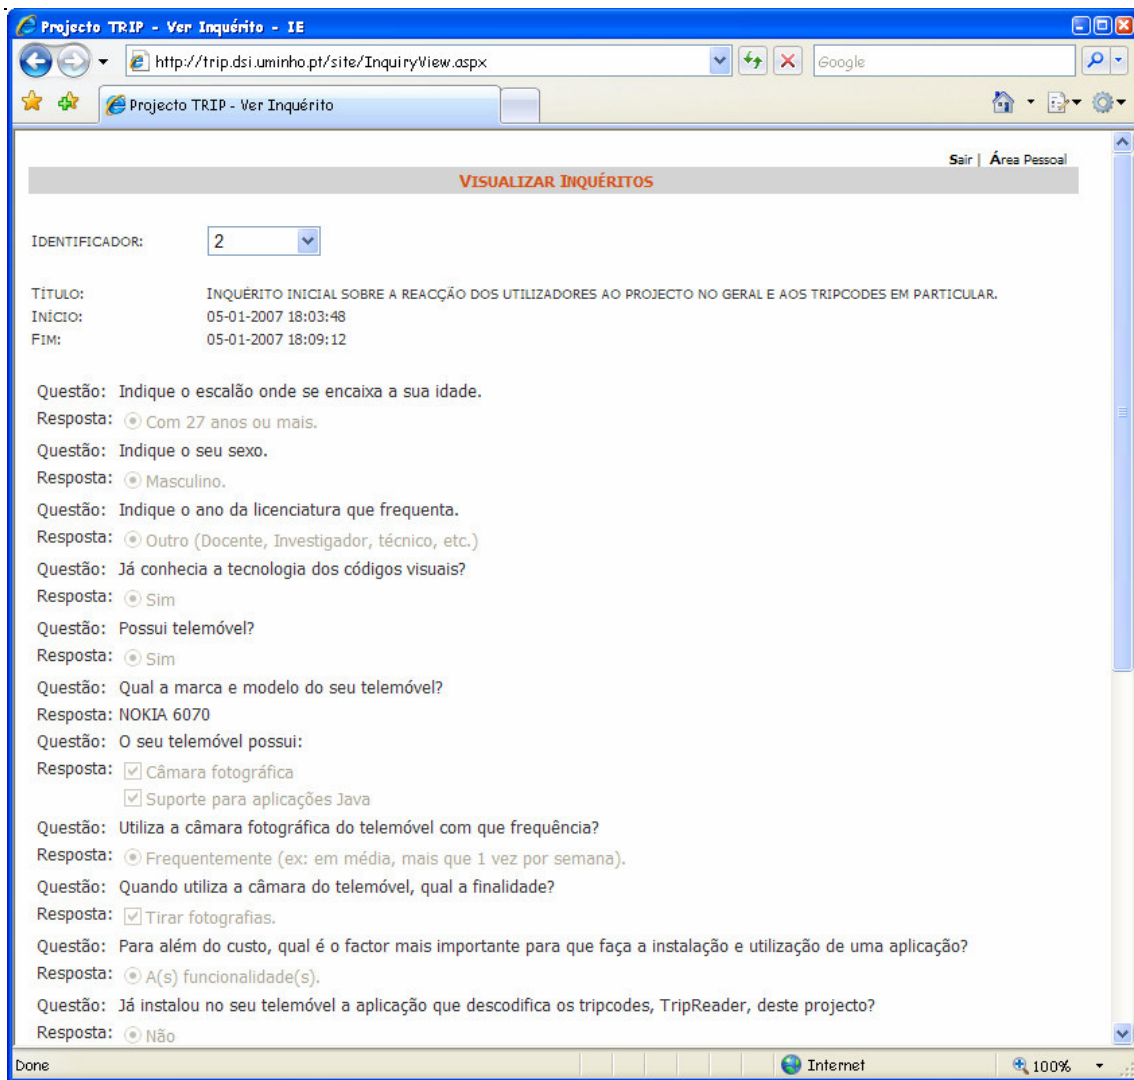 Projecto TRIP - Ver Inquérito - IE
http://trip.dsi.uminho.pt/site/InquiryView.aspx
Google
Projecto TRIP - Ver Inquérito
Sair | Área Pessoal
VISUALIZAR INQUÉRITOS
IDENTIFICADOR: 2
TÍTULO: INQUÉRITO INICIAL SOBRE A REACÇÃO DOS UTILIZADORES AO PROJECTO NO GERAL E AOS TRIPCODES EM PARTICULAR.
INÍCIO: 05-01-2007 18:03:48
FIM: 05-01-2007 18:09:12
Questão: Indique o escalão onde se encaixa a sua idade.
Resposta: Com 27 anos ou mais.
Questão: Indique o seu sexo.
Resposta: Masculino.
Questão: Indique o ano da licenciatura que frequenta.
Resposta: Outro (Docente, Investigador, técnico, etc.)
Questão: Já conhecia a tecnologia dos códigos visuais?
Resposta: Sim
Questão: Possui telemóvel?
Resposta: Sim
Questão: Qual a marca e modelo do seu telemóvel?
Resposta: NOKIA 6070
Questão: O seu telemóvel possui:
Resposta: Câmara fotográfica
Suporte para aplicações Java
Questão: Utiliza a câmara fotográfica do telemóvel com que frequência?
Resposta: Frequentemente (ex: em média, mais que 1 vez por semana).
Questão: Quando utiliza a câmara do telemóvel, qual a finalidade?
Resposta: Tirar fotografias.
Questão: Para além do custo, qual é o factor mais importante para que faça a instalação e utilização de uma aplicação?
Resposta: A(s) funcionalidade(s).
Questão: Já instalou no seu telemóvel a aplicação que descodifica os tripcodes, TripReader, deste projecto?
Resposta: Não
Done Internet 100%